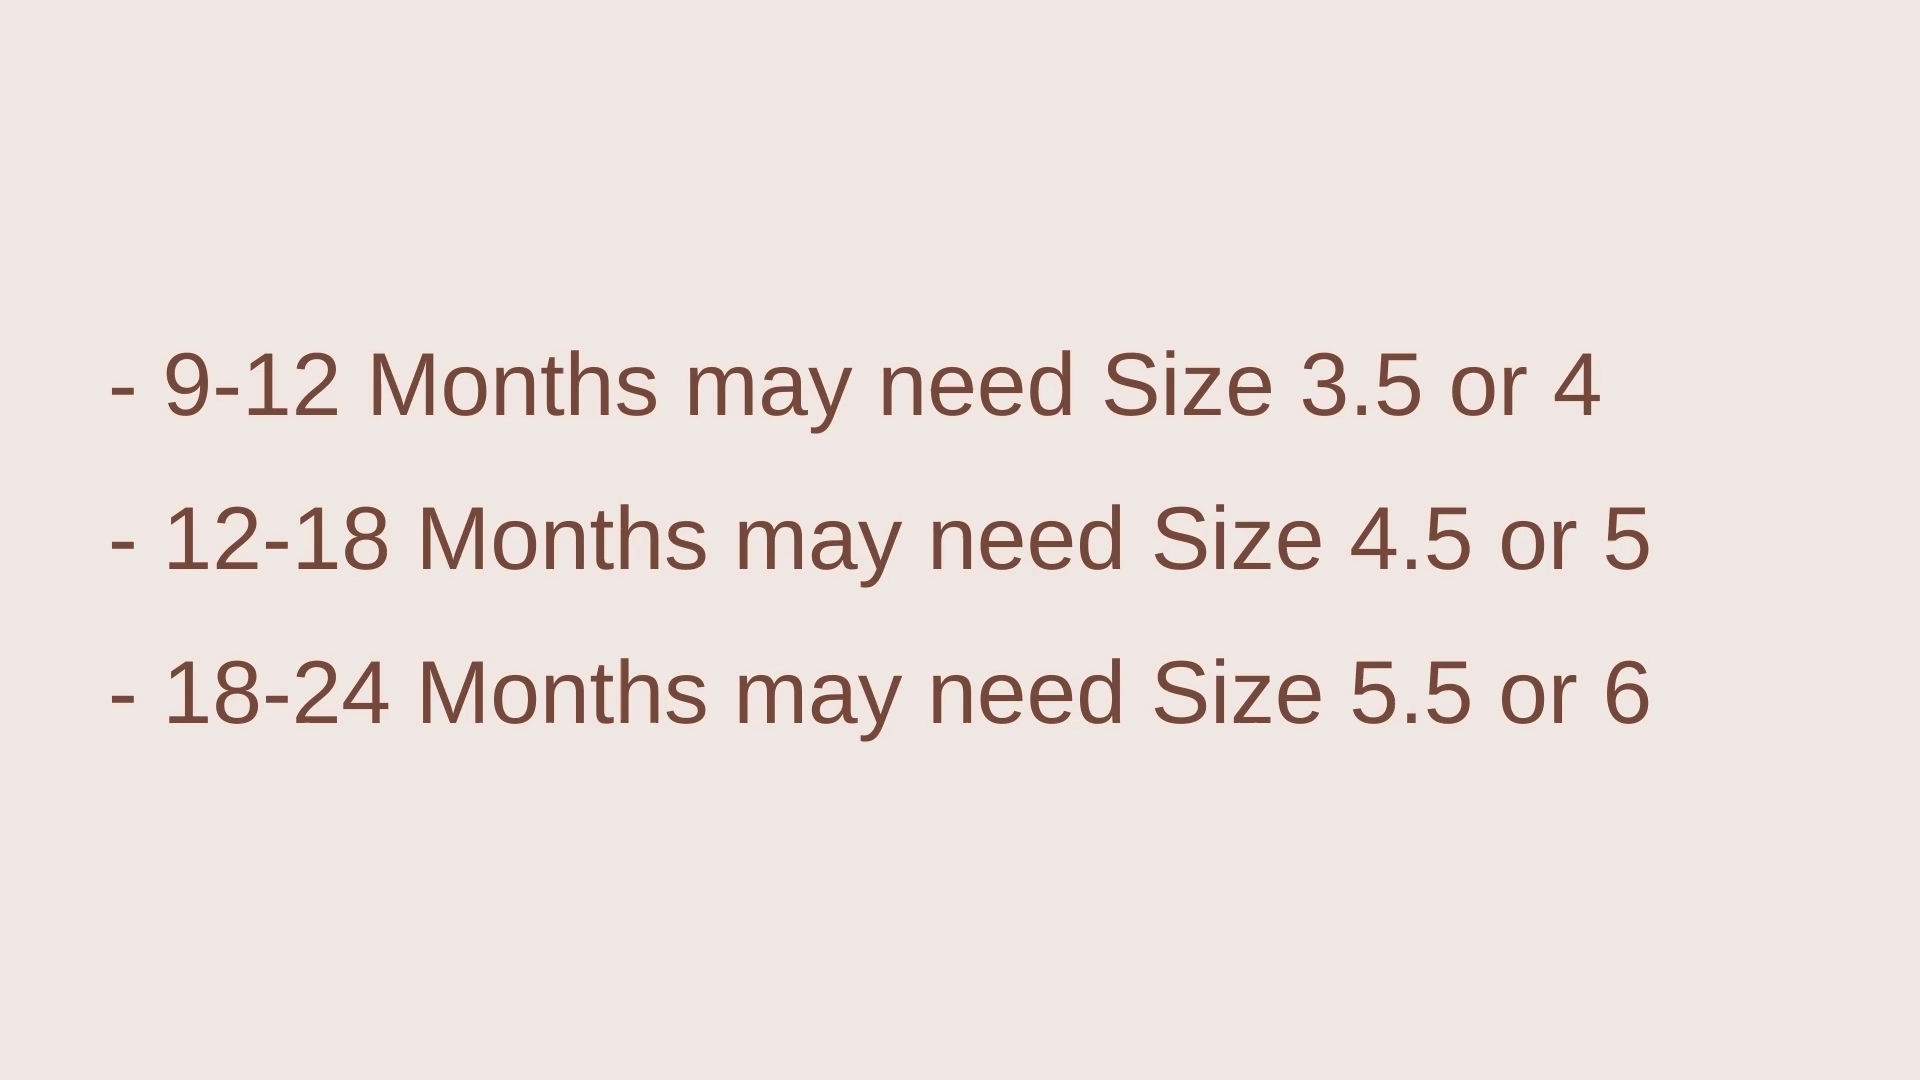 - 9-12 Months may need Size 3.5 or 4
- 12-18 Months may need Size 4.5 or 5
- 18-24 Months may need Size 5.5 or 6